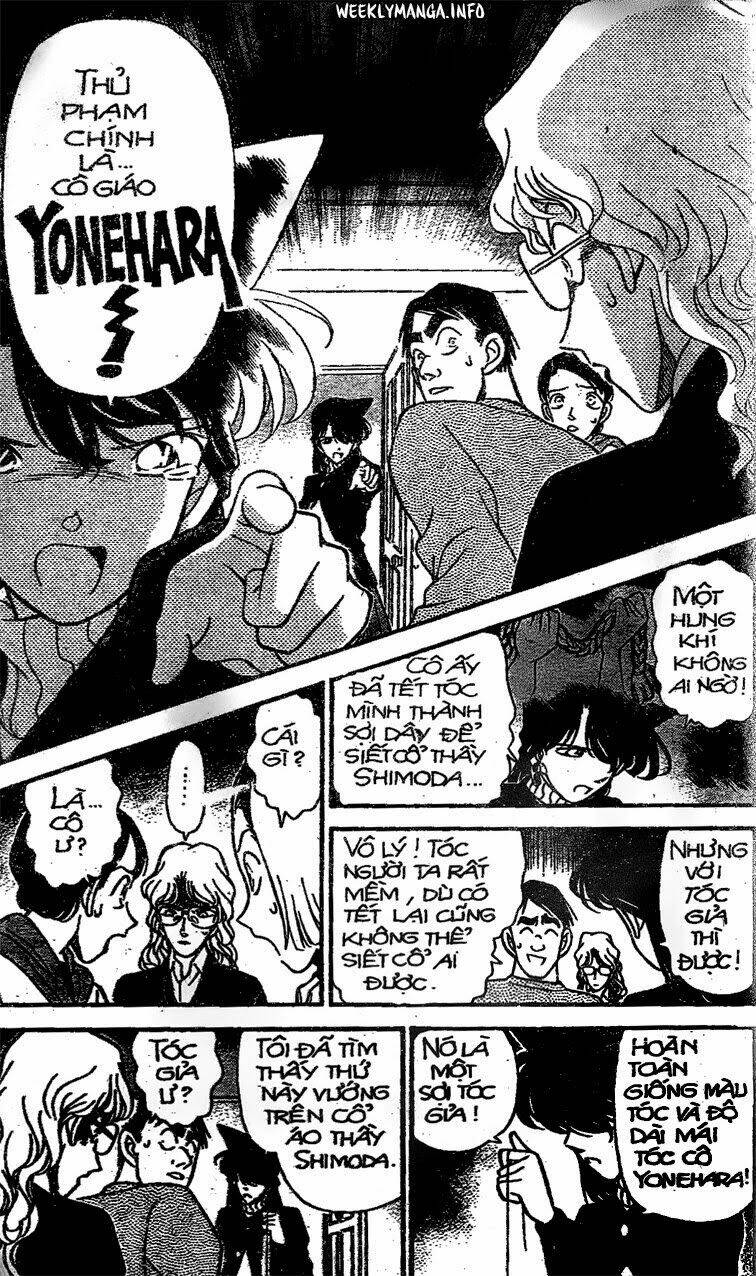 WEEKLYMANGA.INFO
THỦ
PHẠM
CHÍNH
LÀ...
CÔ GIÁO
YONEHARA
!
MỘT
HUNG
KHÍ
KHÔNG
AI NGỜ!
CÔ ẤY
ĐÃ TẾT TÓC
MÌNH THÀNH
SỢI DÂY ĐỂ
SIẾT CỔ THẦY
SHIMODA...
CÁI
GÌ?
......
LÀ...
CÔ
Ư?
NHƯNG
VỚI
TÓC
GIẢ
THÌ
ĐƯỢC!
VÔ LÝ! TÓC
NGƯỜI TA RẤT
MỀM, DÙ CÓ
TẾT LẠI CŨNG
KHÔNG THỂ
SIẾT CỔ AI
ĐƯỢC.
TÔI ĐÃ TÌM
THẤY THỨ
NÀY VƯỚNG
TRÊN CỔ
ÁO THẦY
SHIMODA.
TÓC
GIẢ
Ư?
HOÀN
TOÀN
GIỐNG MÀU
TÓC VÀ ĐỘ
DÀI MÁI
TÓC CÔ
YONEHARA!
NÓ LÀ
MỘT
SỢI TÓC
GIẢ!